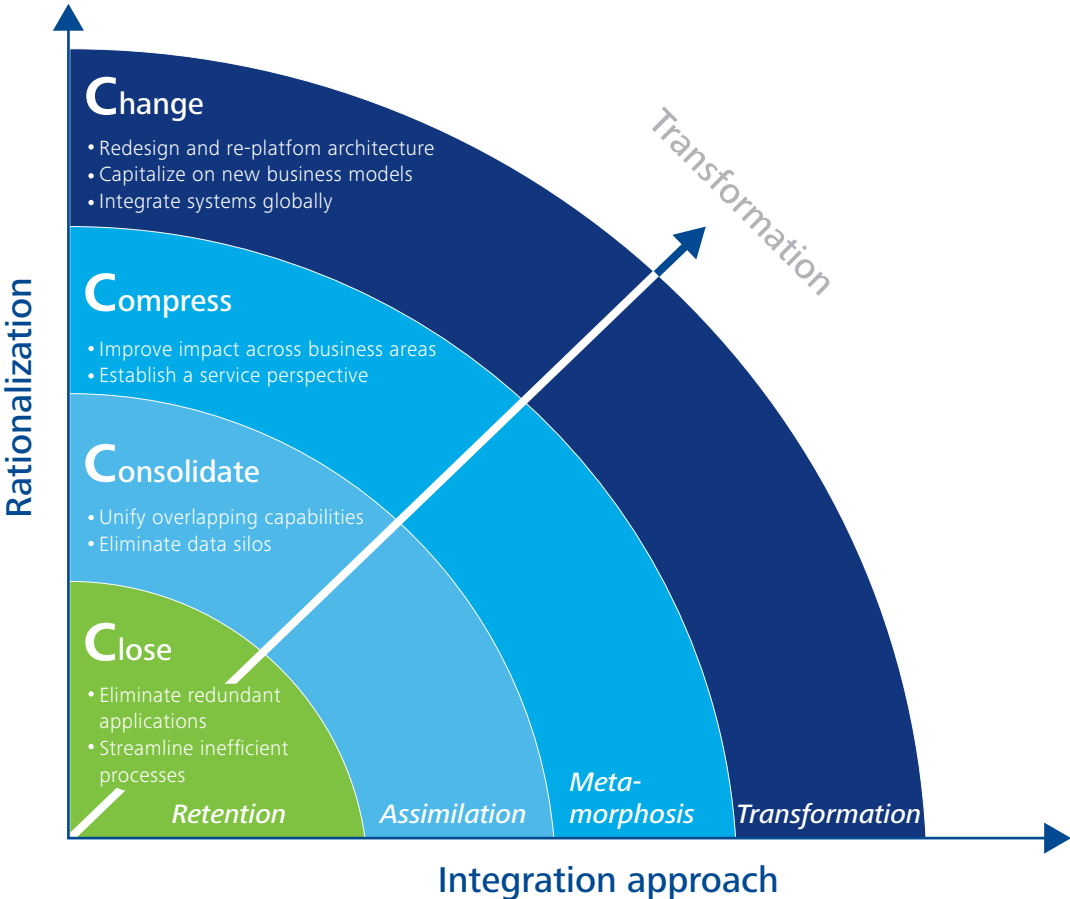 Change
• Redesign and re-platfom architecture
• Capitalize on new business models
• Integrate systems globally
Transformation
Compress
• Improve impact across business areas
• Establish a service perspective
Rationalization
Consolidate
• Unify overlapping capabilities
• Eliminate data silos
Close
• Eliminate redundant
applications
• Streamline inefficient
processes
Retention
Assimilation
Meta-
morphosis
Transformation
Integration approach